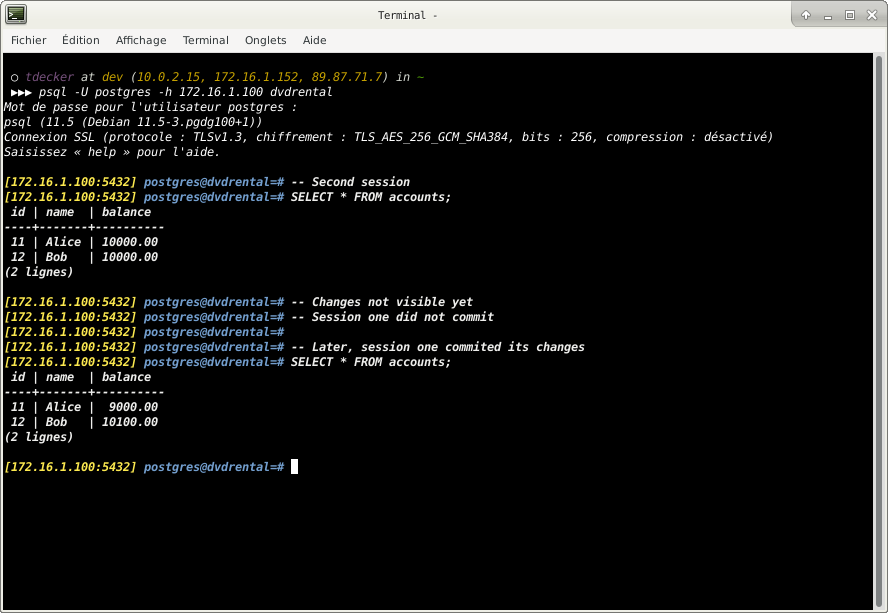 Terminal -
Fichier Édition Affichage Terminal Onglets Aide
○ tdecker at dev (10.0.2.15, 172.16.1.152, 89.87.71.7) in ~
▶▶▶ psql -U postgres -h 172.16.1.100 dvdrental
Mot de passe pour l'utilisateur postgres :
psql (11.5 (Debian 11.5-3.pgdg100+1))
Connexion SSL (protocole : TLSv1.3, chiffrement : TLS_AES_256_GCM_SHA384, bits : 256, compression : désactivé)
Saisissez « help » pour l'aide.
[172.16.1.100:5432] postgres@dvdrental=# -- Second session
[172.16.1.100:5432] postgres@dvdrental=# SELECT * FROM accounts;
 id | name  | balance
----+-------+----------
 11 | Alice | 10000.00
 12 | Bob   | 10000.00
(2 lignes)
[172.16.1.100:5432] postgres@dvdrental=# -- Changes not visible yet
[172.16.1.100:5432] postgres@dvdrental=# -- Session one did not commit
[172.16.1.100:5432] postgres@dvdrental=#
[172.16.1.100:5432] postgres@dvdrental=# -- Later, session one commited its changes
[172.16.1.100:5432] postgres@dvdrental=# SELECT * FROM accounts;
 id | name  | balance
----+-------+----------
 11 | Alice |  9000.00
 12 | Bob   | 10100.00
(2 lignes)
[172.16.1.100:5432] postgres@dvdrental=#